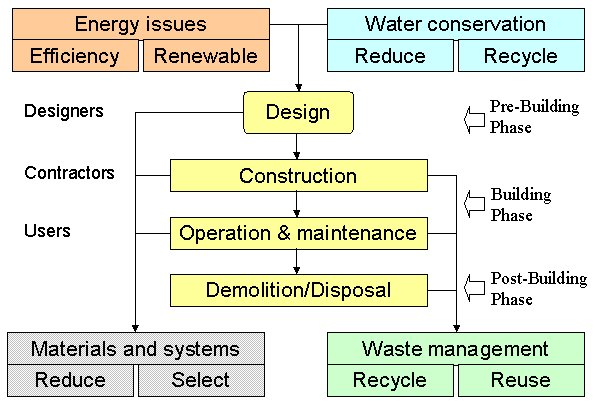 Energy issues
Water conservation
Efficiency
Renewable
Reduce
Recycle
Designers
Design
Pre-Building
Phase
Contractors
Construction
Building
Phase
Users
Operation & maintenance
Demolition/Disposal
Post-Building
Phase
Materials and systems
Waste management
Reduce
Select
Recycle
Reuse